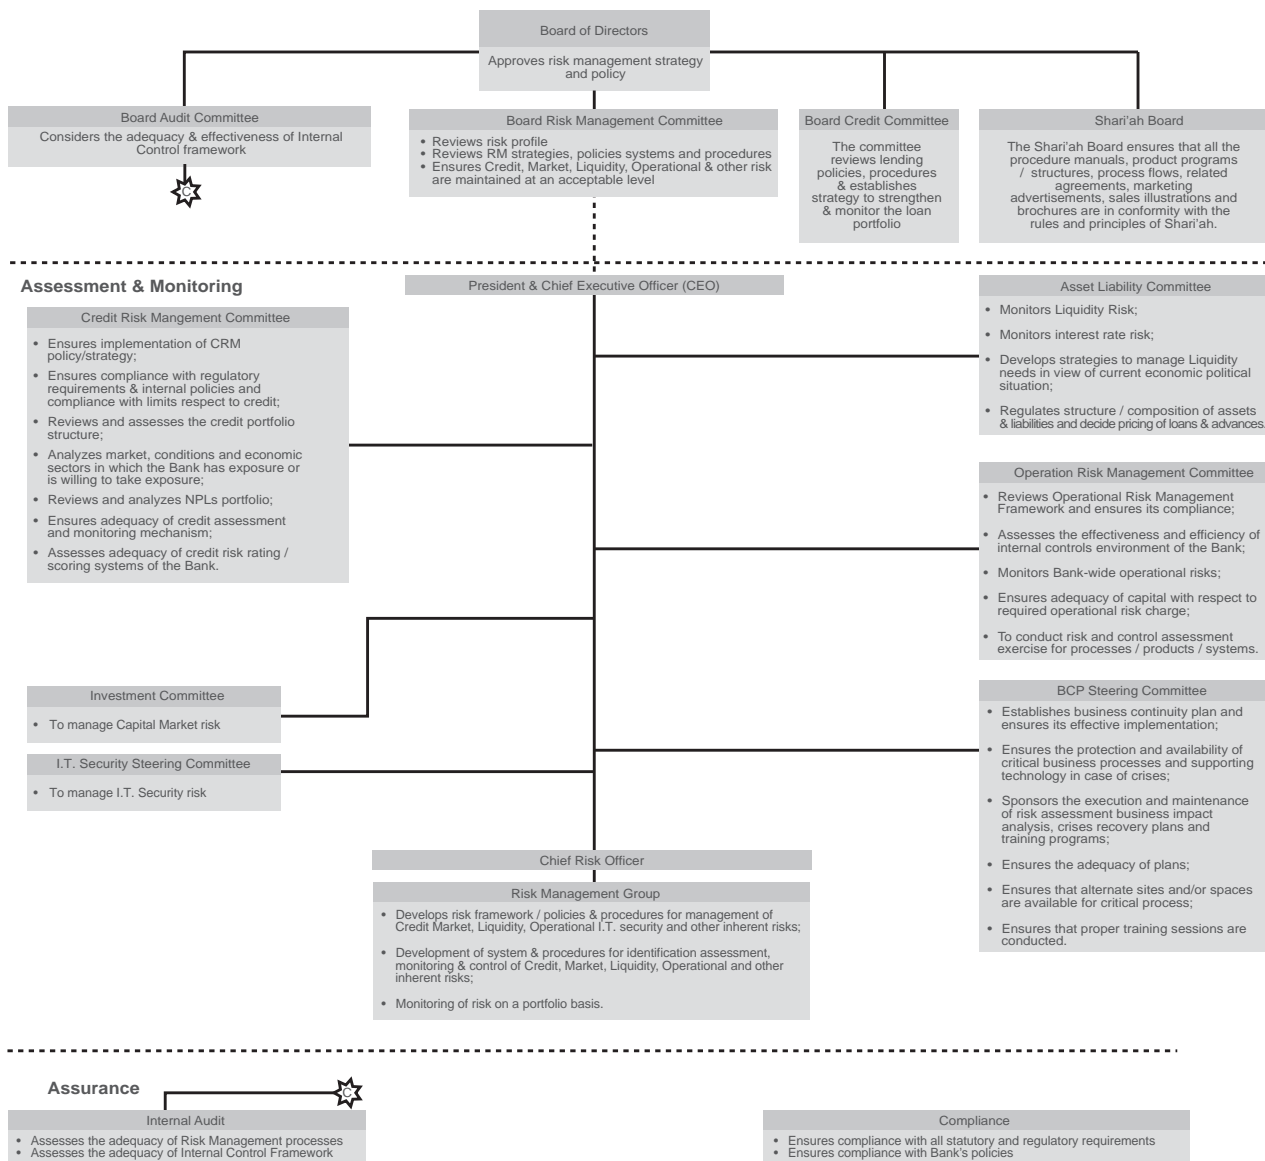 Board of Directors
Approves risk management strategy
and policy
Board Audit Committee
Considers the adequacy & effectiveness of Internal
Control framework
C
Board Risk Management Committee
• Reviews risk profile
• Reviews RM strategies, policies systems and procedures
• Ensures Credit, Market, Liquidity, Operational & other risk
are maintained at an acceptable level
Board Credit Committee
The committee
reviews lending
policies, procedures
& establishes
strategy to strengthen
& monitor the loan
portfolio
Shari'ah Board
The Shari'ah Board ensures that all the
procedure manuals, product programs
/ structures, process flows, related
agreements, marketing
advertisements, sales illustrations and
brochures are in conformity with the
rules and principles of Shari'ah.
Assessment & Monitoring
President & Chief Executive Officer (CEO)
Credit Risk Mangement Committee
• Ensures implementation of CRM
policy/strategy;
• Ensures compliance with regulatory
requirements & internal policies and
compliance with limits respect to credit;
• Reviews and assesses the credit portfolio
structure;
• Analyzes market, conditions and economic
sectors in which the Bank has exposure or
is willing to take exposure;
• Reviews and analyzes NPLs portfolio;
• Ensures adequacy of credit assessment
and monitoring mechanism;
• Assesses adequacy of credit risk rating /
scoring systems of the Bank.
Asset Liability Committee
• Monitors Liquidity Risk;
• Monitors interest rate risk;
• Develops strategies to manage Liquidity
needs in view of current economic political
situation;
• Regulates structure / composition of assets
& liabilities and decide pricing of loans & advances.
Operation Risk Management Committee
• Reviews Operational Risk Management
Framework and ensures its compliance;
• Assesses the effectiveness and efficiency of
internal controls environment of the Bank;
• Monitors Bank-wide operational risks;
• Ensures adequacy of capital with respect to
required operational risk charge;
• To conduct risk and control assessment
exercise for processes / products / systems.
Investment Committee
• To manage Capital Market risk
I.T. Security Steering Committee
• To manage I.T. Security risk
BCP Steering Committee
• Establishes business continuity plan and
ensures its effective implementation;
• Ensures the protection and availability of
critical business processes and supporting
technology in case of crises;
• Sponsors the execution and maintenance
of risk assessment business impact
analysis, crises recovery plans and
training programs;
• Ensures the adequacy of plans;
• Ensures that alternate sites and/or spaces
are available for critical process;
• Ensures that proper training sessions are
conducted.
Chief Risk Officer
Risk Management Group
• Develops risk framework / policies & procedures for management of
Credit Market, Liquidity, Operational I.T. security and other inherent risks;
• Development of system & procedures for identification assessment,
monitoring & control of Credit, Market, Liquidity, Operational and other
inherent risks;
• Monitoring of risk on a portfolio basis.
Assurance
C
Internal Audit
• Assesses the adequacy of Risk Management processes
• Assesses the adequacy of Internal Control Framework
Compliance
• Ensures compliance with all statutory and regulatory requirements
• Ensures compliance with Bank's policies